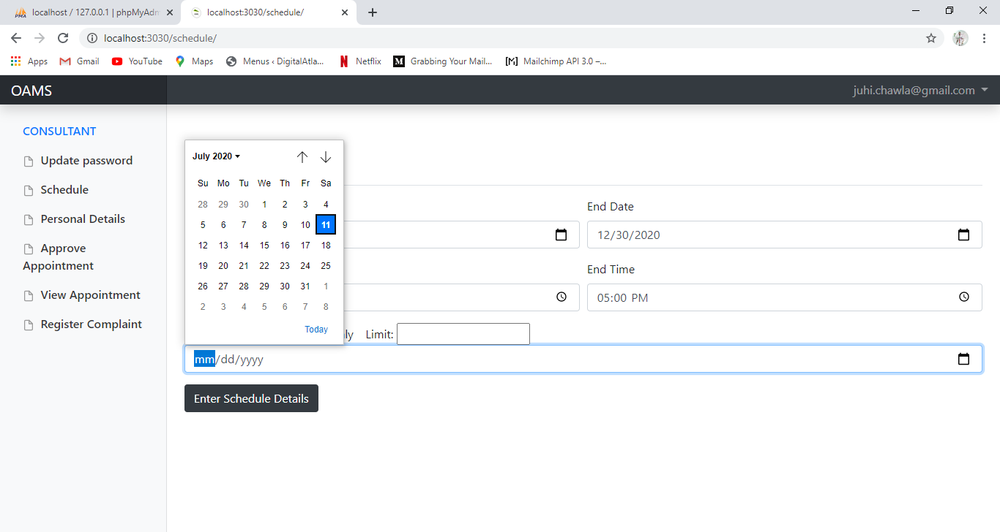 localhost / 127.0.0.1 | phpMyAdm
localhost:3030/schedule/
localhost:3030/schedule/
Apps Gmail YouTube Maps Menus ‹ DigitalAtla... Netflix Grabbing Your Mail... Mailchimp API 3.0 –...
OAMS juhi.chawla@gmail.com
CONSULTANT
Update password
Schedule
Personal Details
Approve
Appointment
View Appointment
Register Complaint
July 2020
Su Mo Tu We Th Fr Sa
28 29 30 1 2 3 4
5 6 7 8 9 10 11
12 13 14 15 16 17 18
19 20 21 22 23 24 25
26 27 28 29 30 31 1
2 3 4 5 6 7 8
Today
End Date
12/30/2020
End Time
05:00 PM
ly Limit:
mm/dd/yyyy
Enter Schedule Details